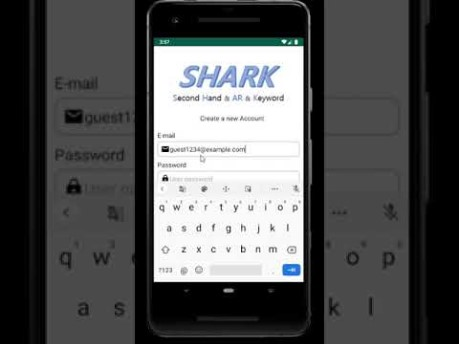 3:57
SHARK
Second Hand & AR & Keyword
Create a new Account
E-mail
guest1234@example.com
Password
User password
q w e r t y u i o p
a s d f g h j k l
z x c v b n m
?123 @ .
E-mail
guest1
Password
q w
a s
o p
k l